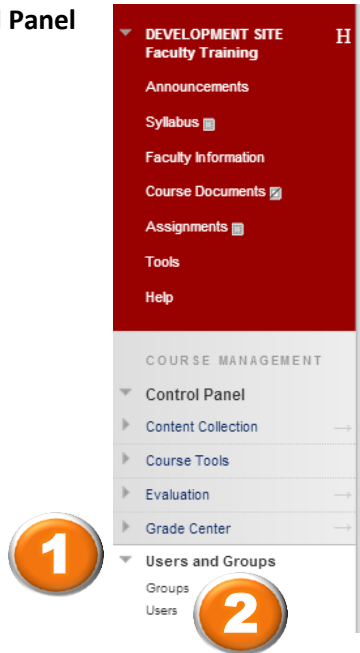 Panel
DEVELOPMENT SITE H
Faculty Training
Announcements
Syllabus
Faculty Information
Course Documents
Assignments
Tools
Help
COURSE MANAGEMENT
Control Panel
Content Collection
Course Tools
Evaluation
Grade Center
1
Users and Groups
Groups
Users
2